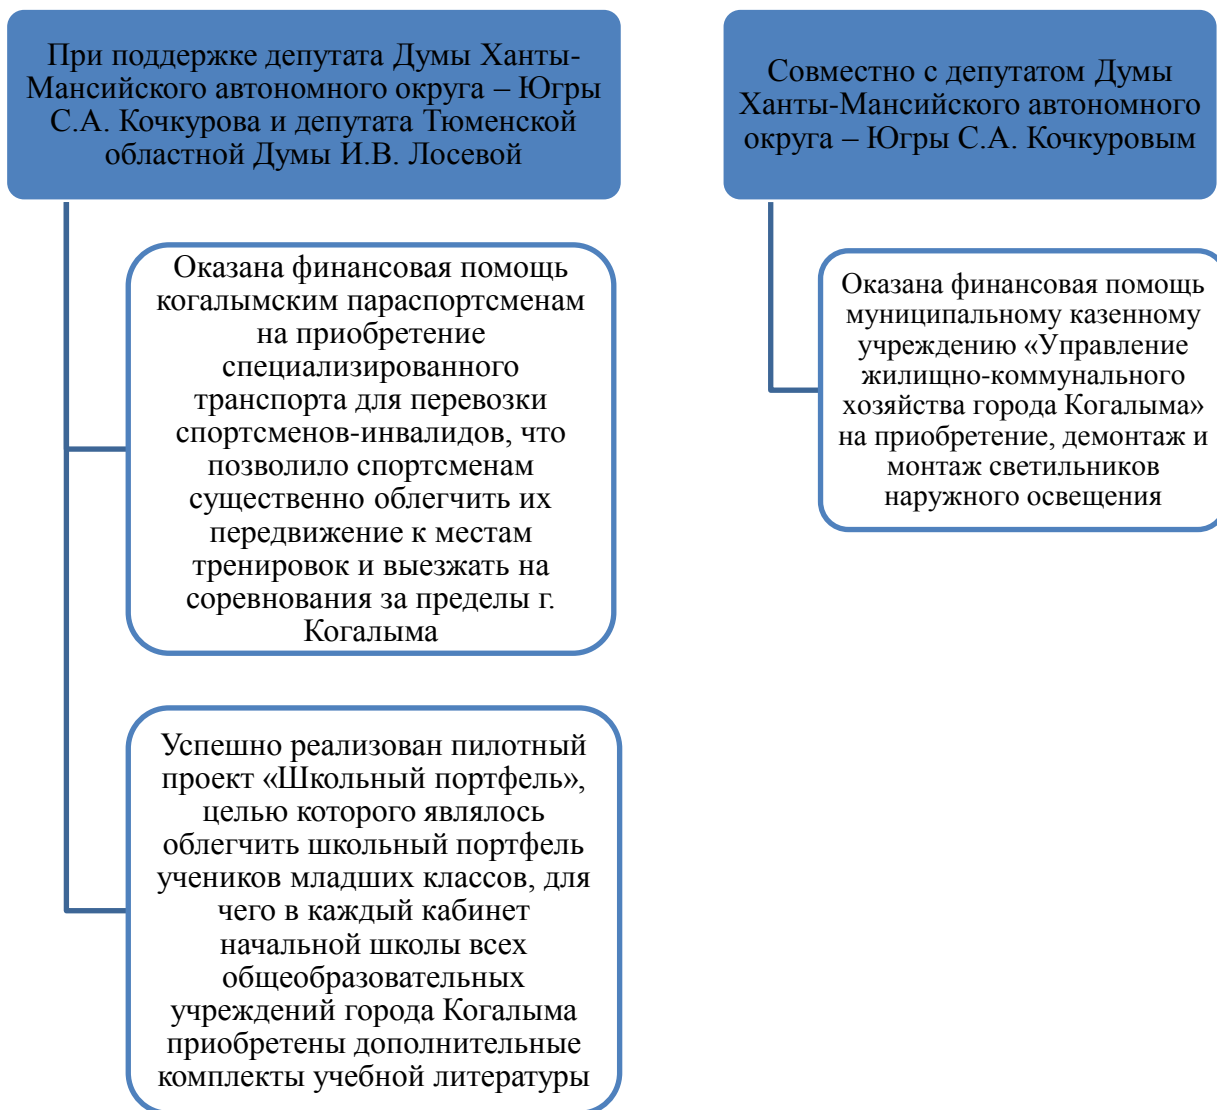 При поддержке депутата Думы Ханты-
Мансийского автономного округа – Югры
С.А. Кочкурова и депутата Тюменской
областной Думы И.В. Лосевой
Оказана финансовая помощь
когалымским параспортсменам
на приобретение
специализированного
транспорта для перевозки
спортсменов-инвалидов, что
позволило спортсменам
существенно облегчить их
передвижение к местам
тренировок и выезжать на
соревнования за пределы г.
Когалыма
Успешно реализован пилотный
проект «Школьный портфель»,
целью которого являлось
облегчить школьный портфель
учеников младших классов, для
чего в каждый кабинет
начальной школы всех
общеобразовательных
учреждений города Когалыма
приобретены дополнительные
комплекты учебной литературы
Совместно с депутатом Думы
Ханты-Мансийского автономного
округа – Югры С.А. Кочкуровым
Оказана финансовая помощь
муниципальному казенному
учреждению «Управление
жилищно-коммунального
хозяйства города Когалыма»
на приобретение, демонтаж и
монтаж светильников
наружного освещения